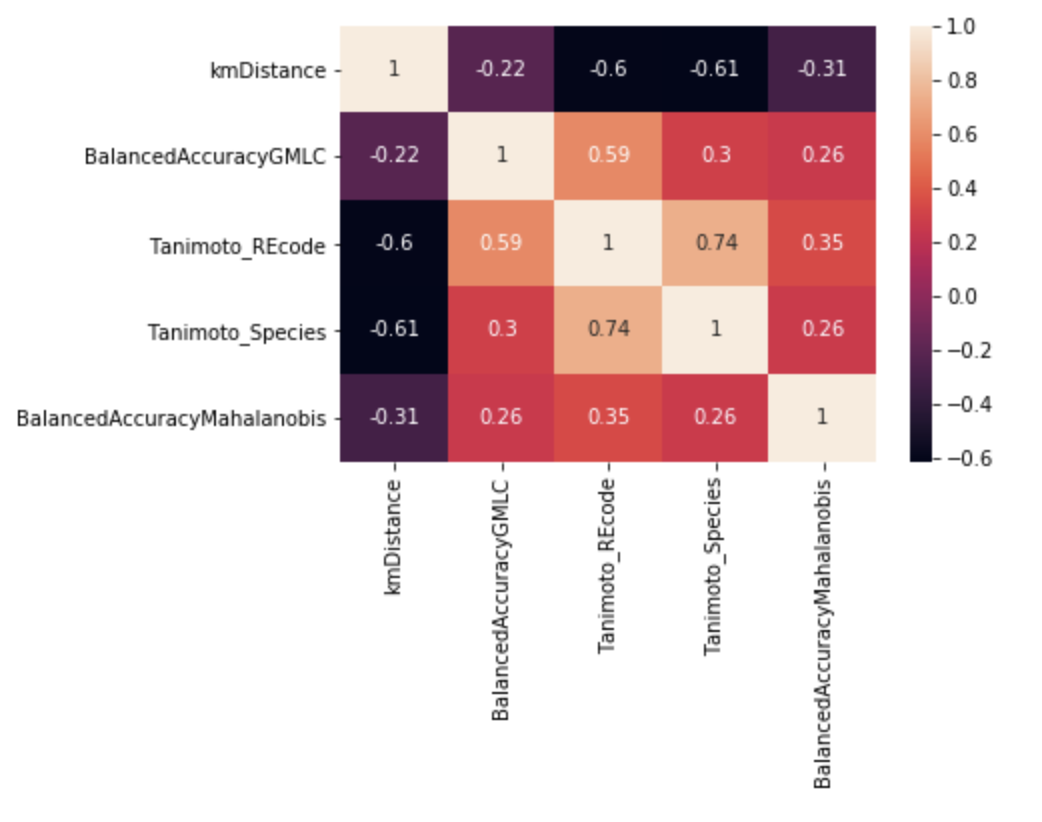 kmDistance 1 -0.22 -0.6 -0.61 -0.31
BalancedAccuracyGMLC -0.22 1 0.59 0.3 0.26
Tanimoto_REcode -0.6 0.59 1 0.74 0.35
Tanimoto_Species -0.61 0.3 0.74 1 0.26
BalancedAccuracyMahalanobis -0.31 0.26 0.35 0.26 1
kmDistance
BalancedAccuracyGMLC
Tanimoto_REcode
Tanimoto_Species
BalancedAccuracyMahalanobis
1.0
0.8
0.6
0.4
0.2
0.0
−0.2
−0.4
−0.6